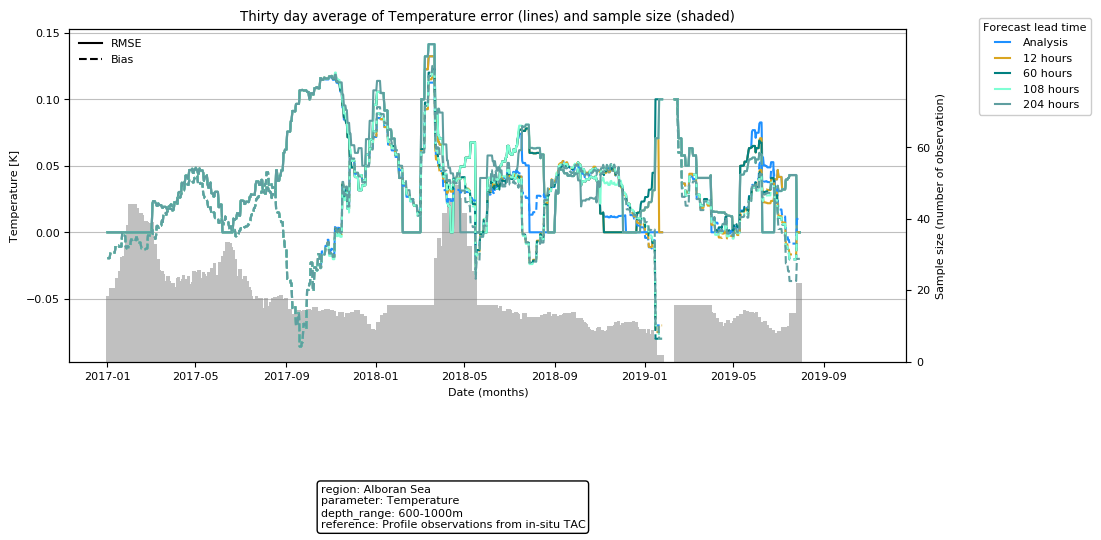 Thirty day average of Temperature error (lines) and sample size (shaded)
RMSE
Bias
Forecast lead time
Analysis
12 hours
60 hours
108 hours
204 hours
Temperature [K]
0.15
0.10
0.05
0.00
−0.05
Sample size (number of observation)
60
40
20
0
2017-01 2017-05 2017-09 2018-01 2018-05 2018-09 2019-01 2019-05 2019-09
Date (months)
region: Alboran Sea
parameter: Temperature
depth_range: 600-1000m
reference: Profile observations from in-situ TAC